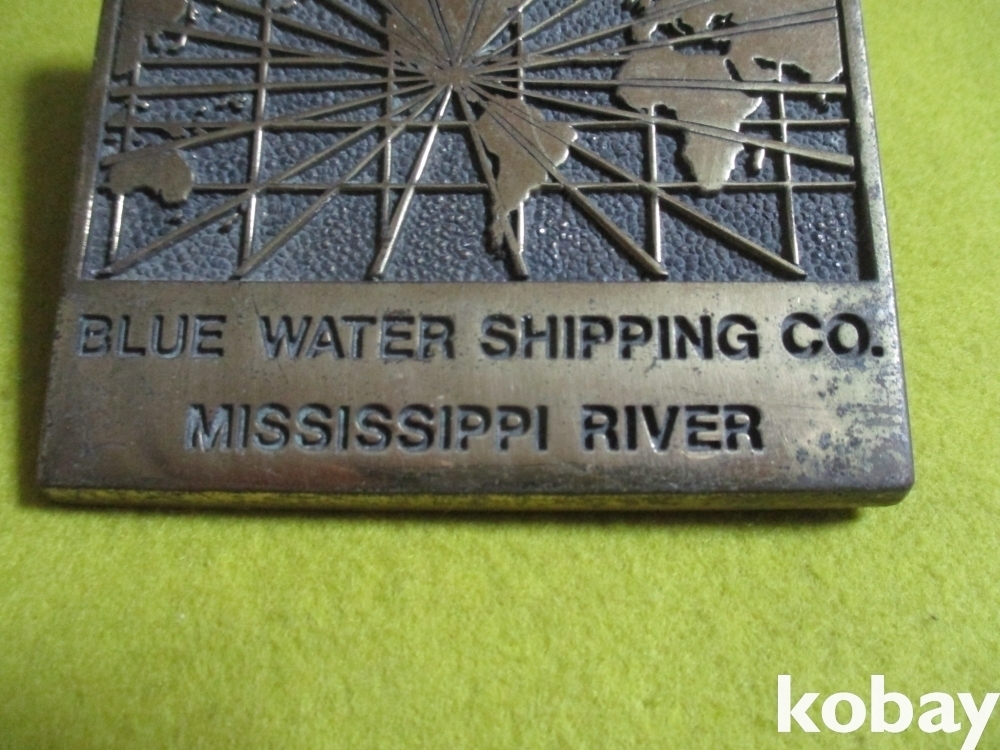 BLUE WATER SHIPPING CO.
MISSISSIPPI RIVER
kobay